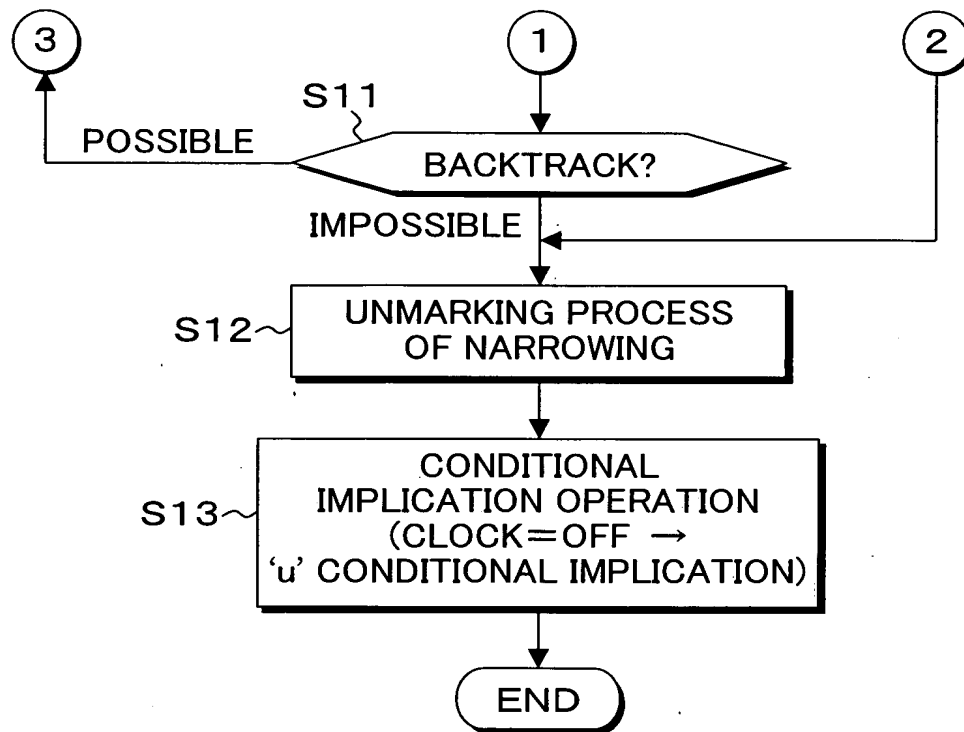 3
1
2
S11
POSSIBLE
BACKTRACK?
IMPOSSIBLE
S12
UNMARKING PROCESS
OF NARROWING
S13
CONDITIONAL
IMPLICATION OPERATION
(CLOCK=OFF →
'u' CONDITIONAL IMPLICATION)
END